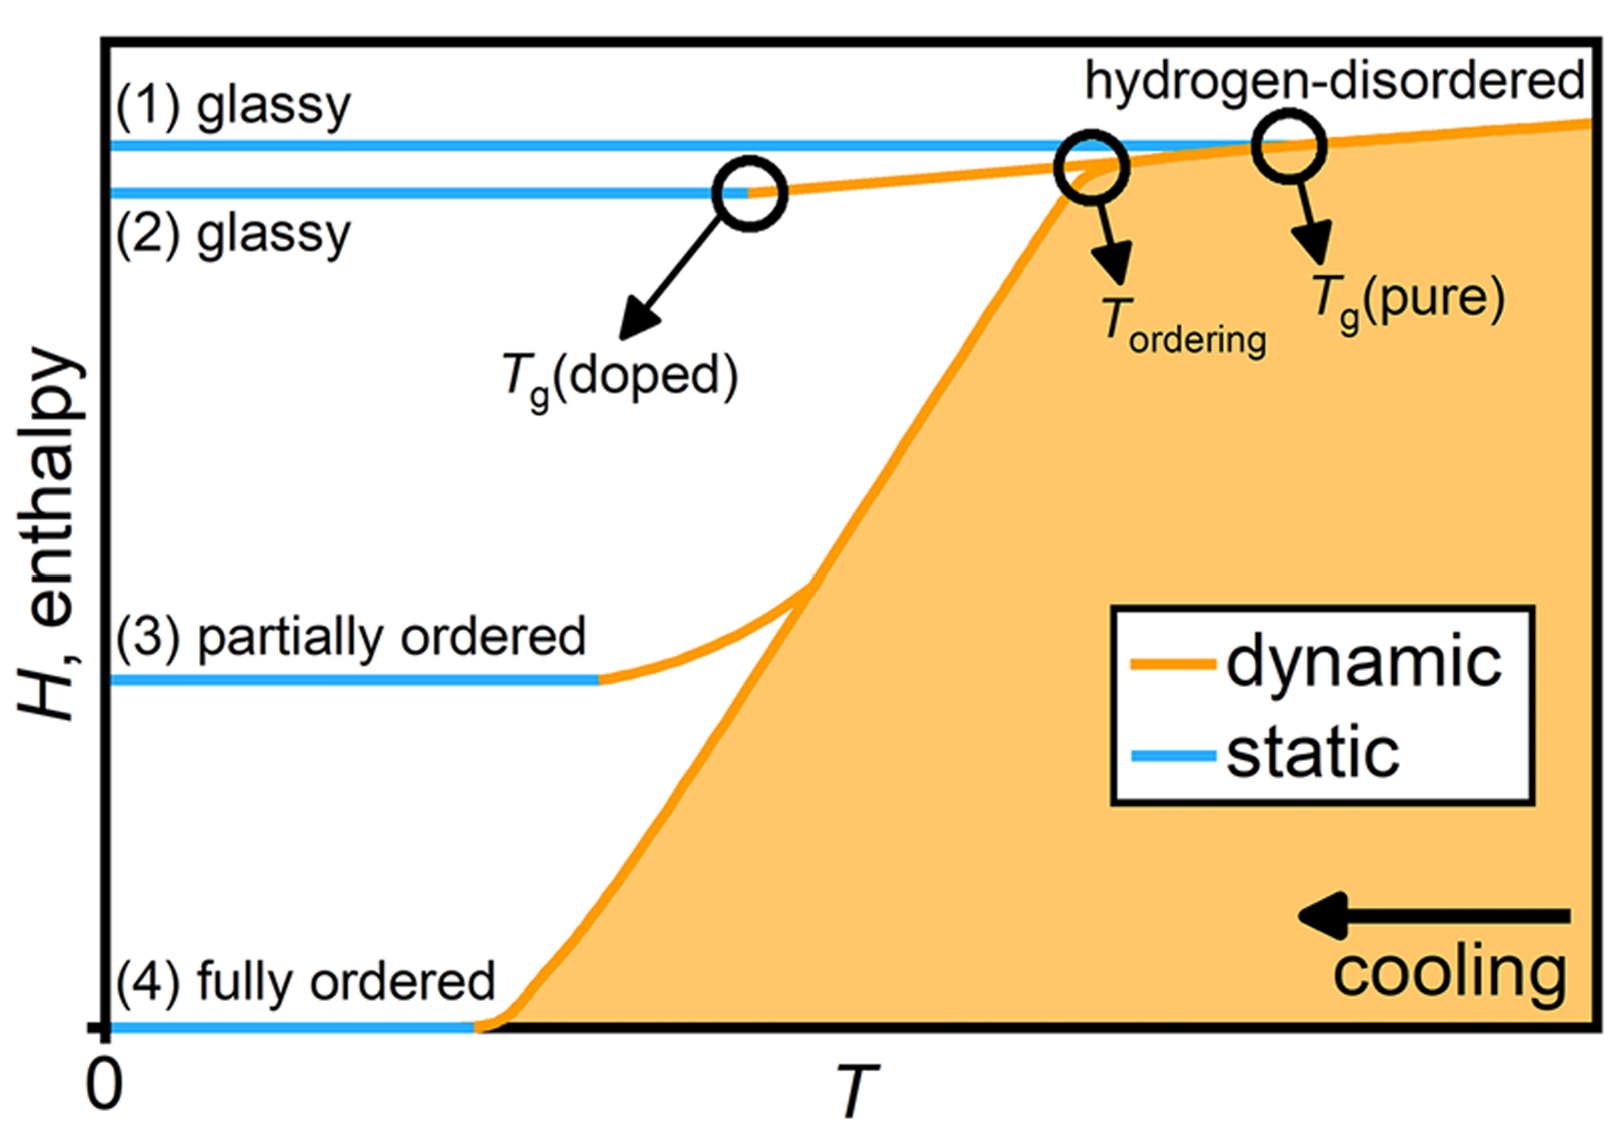 hydrogen-disordered
(1) glassy
(2) glassy
Tg(doped)
Tordering
Tg(pure)
H, enthalpy
(3) partially ordered
dynamic
static
(4) fully ordered
cooling
0
T